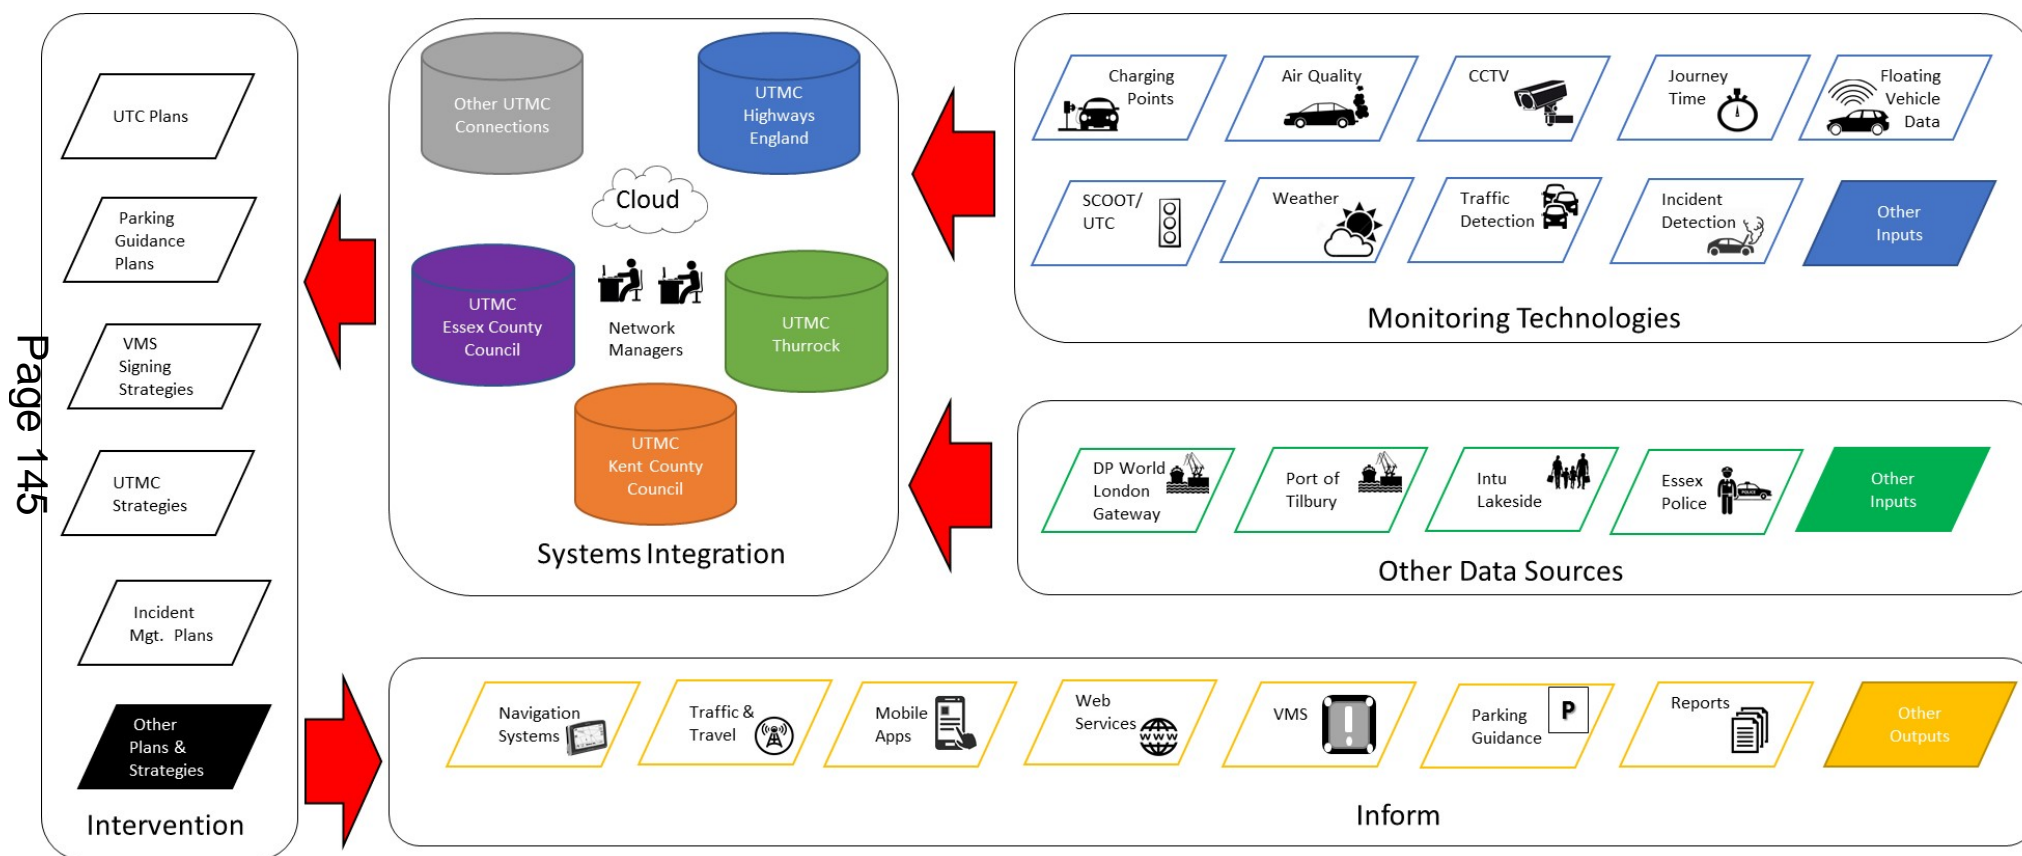 Page 145
UTC Plans
Parking
Guidance
Plans
VMS
Signing
Strategies
UTMC
Strategies
Incident
Mgt. Plans
Other
Plans &
Strategies
Intervention
Other UTMC
Connections
UTMC
Highways
England
Cloud
UTMC
Essex County
Council
Network
Managers
UTMC
Thurrock
UTMC
Kent County
Council
Systems Integration
Charging
Points
Air Quality
CCTV
Journey
Time
Floating
Vehicle
Data
SCOOT/
UTC
Weather
Traffic
Detection
Incident
Detection
Other
Inputs
Monitoring Technologies
DP World
London
Gateway
Port of
Tilbury
Intu
Lakeside
Essex
Police
POLICE
Other
Inputs
Other Data Sources
Navigation
Systems
Traffic &
Travel
Mobile
Apps
Web
Services
WWW
VMS
Parking
Guidance
P
Reports
Other
Outputs
Inform